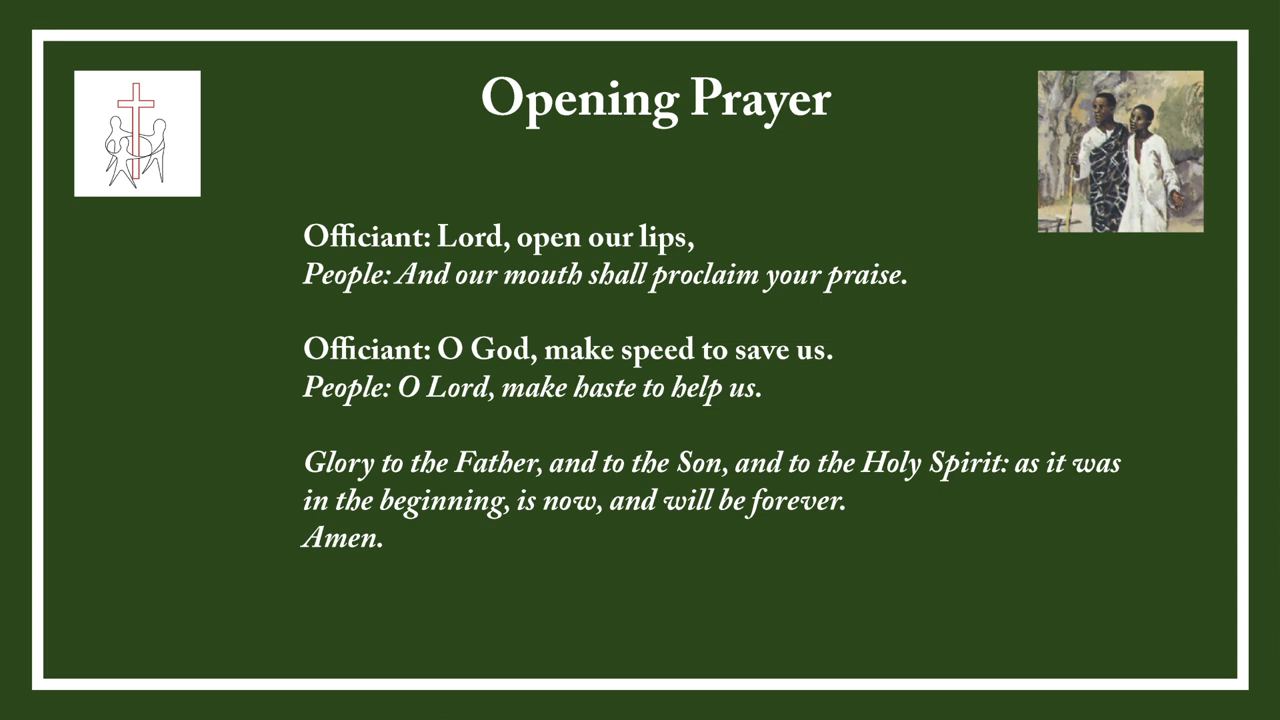 Opening Prayer
Officiant: Lord, open our lips,
People: And our mouth shall proclaim your praise.
Officiant: O God, make speed to save us.
People: O Lord, make haste to help us.
Glory to the Father, and to the Son, and to the Holy Spirit: as it was
in the beginning, is now, and will be forever.
Amen.